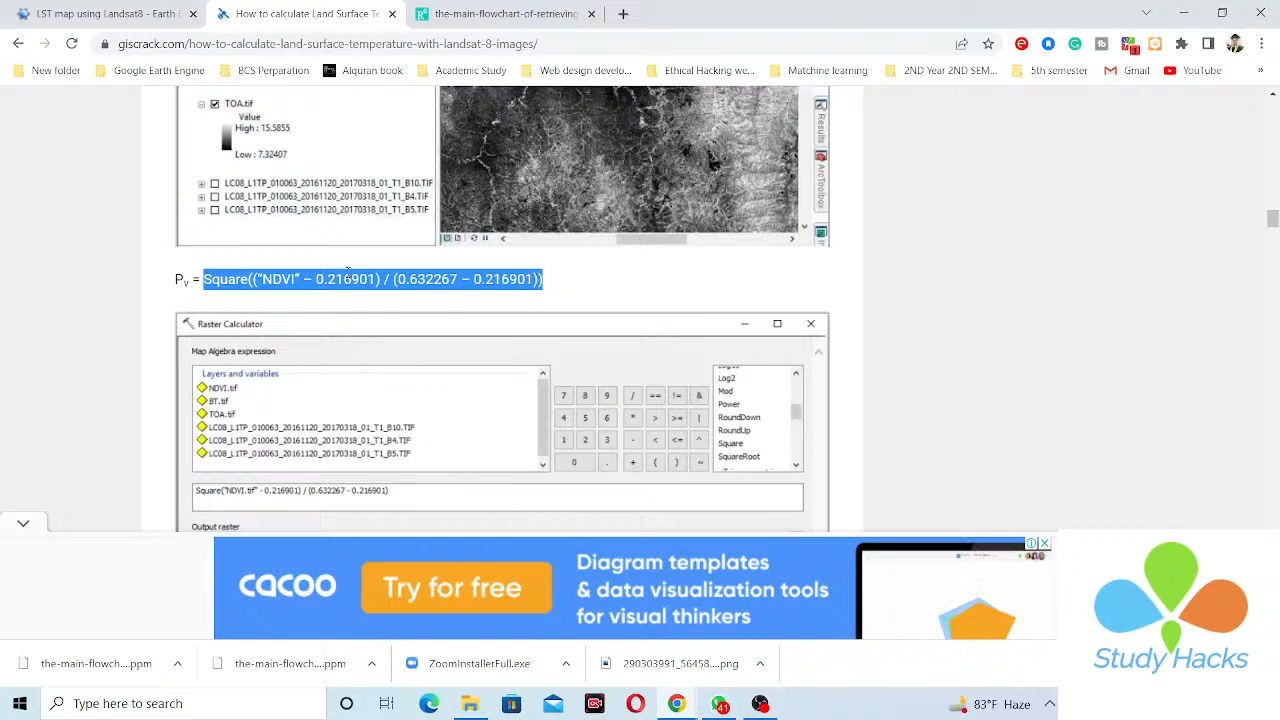 LST map using Landsat8 - Earth E
How to calculate Land Surface Te
the-main-flowchart-of-retrieving
giscrag.com/how-to-calculate-land-surface-temperature-with-landsat-8-images/
New folder
Google Earth Engine
BCS Perparation
Alquran book
Academic Study
Web design develo...
Ethical Hacking we...
Matchine learning
2ND Year 2ND SEM...
5th semester
Gmail
YouTube
»
TOA.tif
Value
High : 15.5855
Low : 7.32407
LC08_L1TP_010063_20161120_20170318_01_T1_B10.TIF
LC08_L1TP_010063_20161120_20170318_01_T1_B4.TIF
LC08_L1TP_010063_20161120_20170318_01_T1_B5.TIF
Results
ArcToolbox
Pv = Square((“NDVI” – 0.216901) / (0.632267 – 0.216901))
Raster Calculator
Map Algebra expression
Layers and variables
NDVI.tif
BT.tif
TOA.tif
LC08_L1TP_010063_20161120_20170318_01_T1_B10.TIF
LC08_L1TP_010063_20161120_20170318_01_T1_B4.TIF
LC08_L1TP_010063_20161120_20170318_01_T1_B5.TIF
7 8 9 / == != &
4 5 6 * > >= |
1 2 3 - < <= ^
0 . + ( ) ~
Log2
Mod
Power
RoundDown
RoundUp
Square
SquareRoot
Square("NDVI.tif" - 0.216901) / (0.632267 - 0.216901)
Output raster
cacoo
Try for free
Diagram templates
& data visualization tools
for visual thinkers
Study Hacks
the-main-flowch....ppm
the-main-flowch....ppm
ZoomInstallerFull.exe
290303991_56458....png
Type here to search
41
83°F Haze